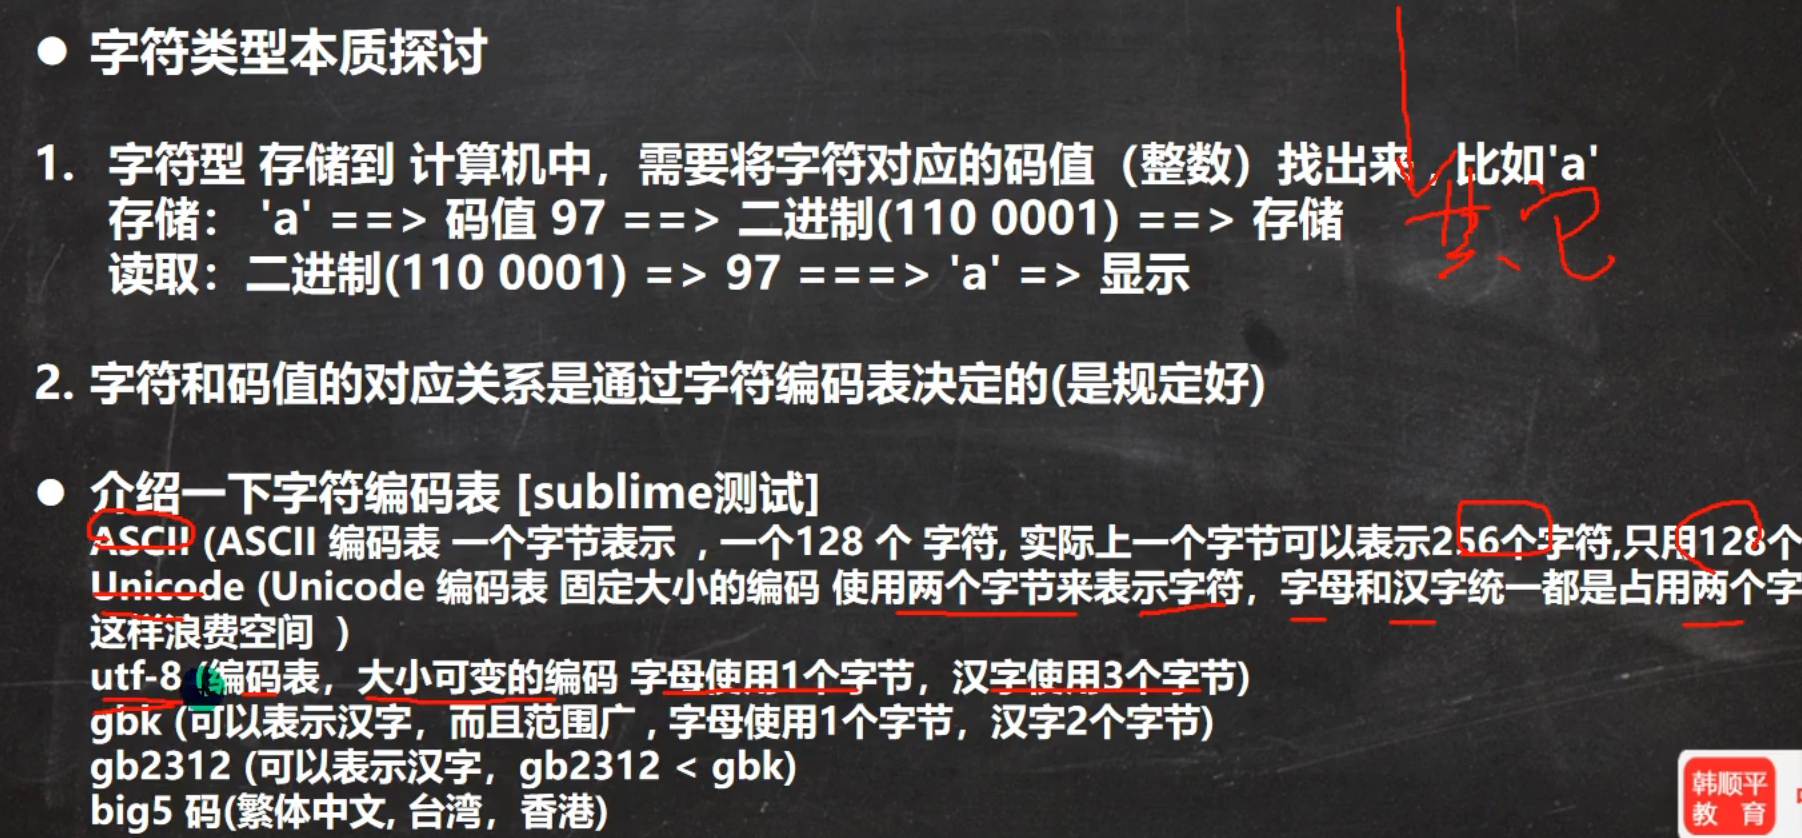 字符类型本质探讨
1. 字符型 存储到 计算机中，需要将字符对应的码值（整数）找出来，比如'a'
存储： 'a' ==> 码值 97 ==> 二进制(110 0001) ==> 存储
读取：二进制(110 0001) => 97 ===> 'a' => 显示
其它
2. 字符和码值的对应关系是通过字符编码表决定的(是规定好)
介绍一下字符编码表 [sublime测试]
ASCII (ASCII 编码表 一个字节表示 , 一个128 个 字符, 实际上一个字节可以表示256个字符,只用128个
Unicode (Unicode 编码表 固定大小的编码 使用两个字节来表示字符，字母和汉字统一都是占用两个字
这样浪费空间 ）
utf-8 (编码表，大小可变的编码 字母使用1个字节，汉字使用3个字节)
gbk (可以表示汉字，而且范围广 , 字母使用1个字节，汉字2个字节)
gb2312 (可以表示汉字，gb2312 < gbk)
big5 码(繁体中文, 台湾，香港)
韩顺平
教育